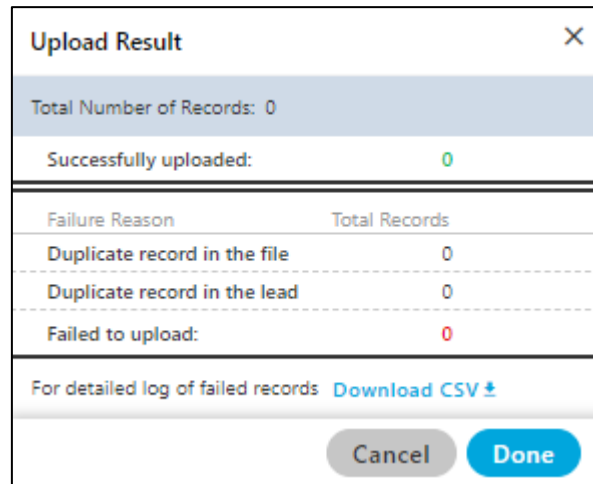 Upload Result
Total Number of Records: 0
Successfully uploaded: 0
Failure Reason Total Records
Duplicate record in the file 0
Duplicate record in the lead 0
Failed to upload: 0
For detailed log of failed records Download CSV
Cancel Done